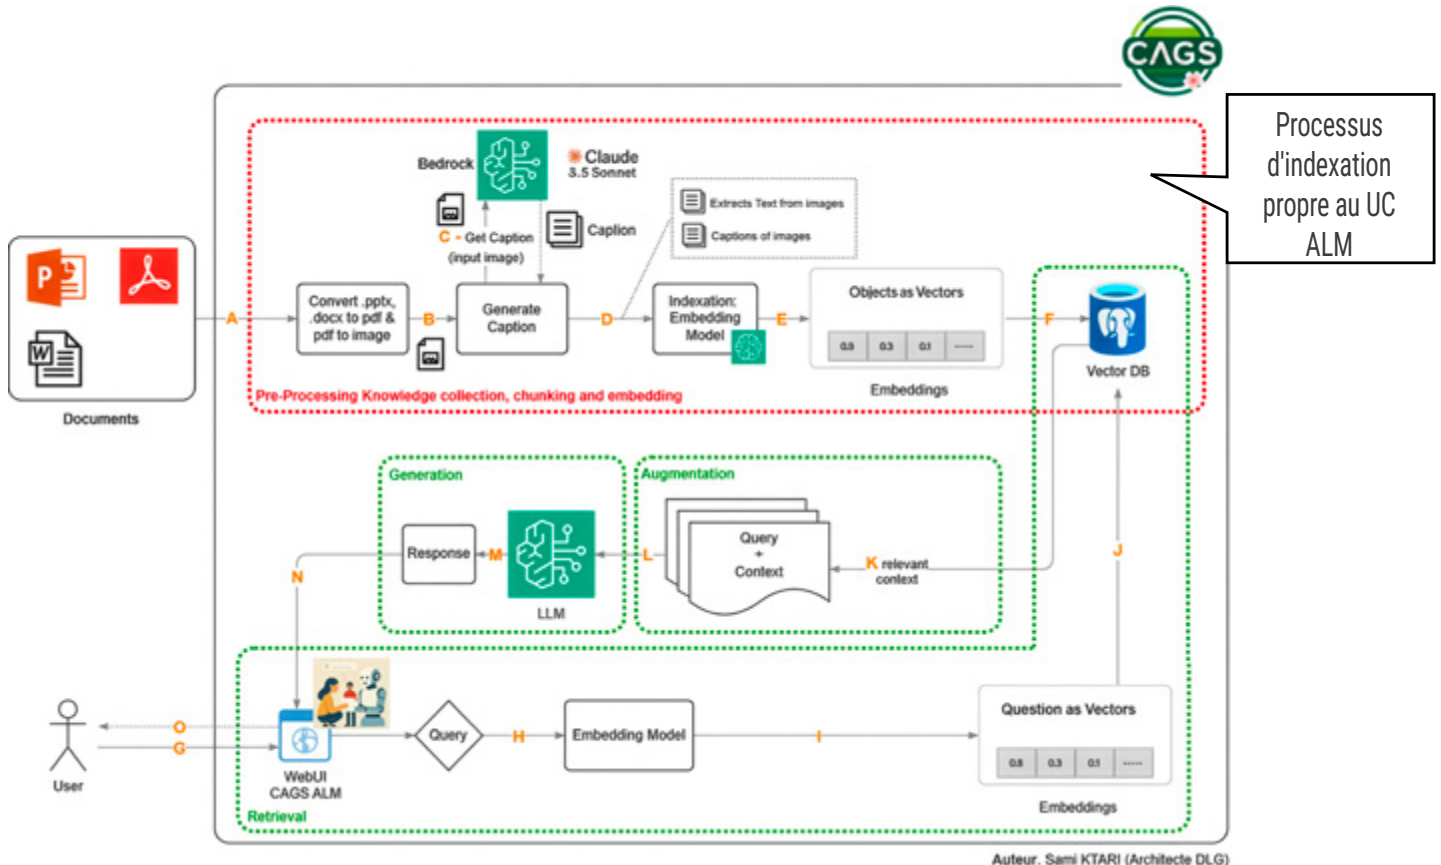 CAGS
Processus
d'indexation
propre au UC
ALM
Bedrock
Claude
3.5 Sonnet
Extracts Text from images
Captions of images
C - Get Caption
(input image)
Caption
P
W
Documents
A
Convert .pptx,
.docx to pdf &
pdf to image
B
Generate
Caption
D
Indexation:
Embedding
Model
E
Objects as Vectors
0.3
0.1
Embeddings
F
Vector DB
Pre-Processing Knowledge collection, chunking and embedding
Generation
Response
M
LLM
L
Augmentation
Query
+
Context
K relevant
context
J
N
User
O
G
WebUI
CAGS ALM
Query
H
Embedding Model
I
Question as Vectors
0.8
0.3
0.1
Embeddings
Retrieval
Auteur. Sami KTARI (Architecte DLG)